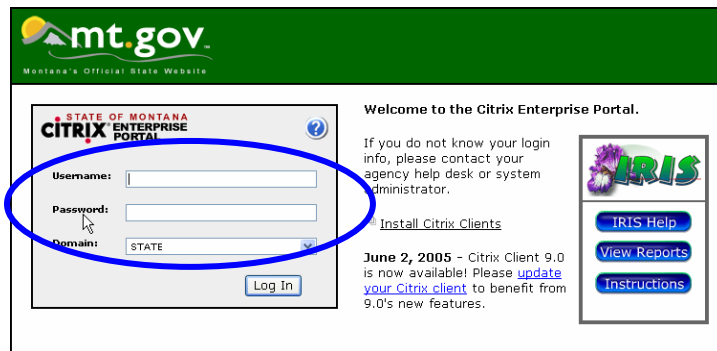 mt.gov™
Montana's Official State Website
STATE OF MONTANA
CITRIX® ENTERPRISE
PORTAL
?
Username:
Password:
Domain:
STATE
Log In
Welcome to the Citrix Enterprise Portal.
If you do not know your login
info, please contact your
agency help desk or system
administrator.
Install Citrix Clients
June 2, 2005 - Citrix Client 9.0
is now available! Please update
your Citrix client to benefit from
9.0's new features.
IRIS
IRIS Help
View Reports
Instructions